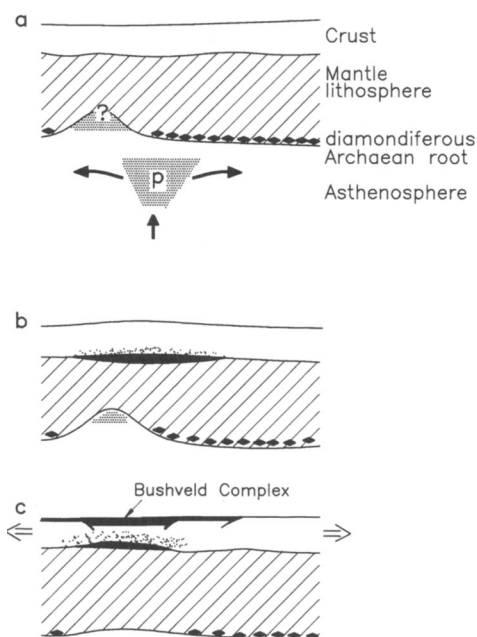 a
Crust
Mantle
lithosphere
?
diamondiferous
Archaean root
p
Asthenosphere
b
Bushveld Complex
c